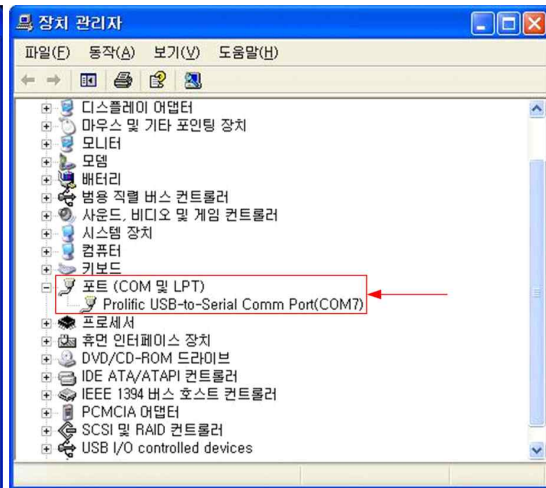 장치 관리자
파일(F) 동작(A) 보기(V) 도움말(H)
디스플레이 어댑터
마우스 및 기타 포인팅 장치
모니터
모뎀
배터리
범용 직렬 버스 컨트롤러
사운드, 비디오 및 게임 컨트롤러
시스템 장치
컴퓨터
키보드
포트 (COM 및 LPT)
Prolific USB-to-Serial Comm Port(COM7)
프로세서
휴먼 인터페이스 장치
DVD/CD-ROM 드라이브
IDE ATA/ATAPI 컨트롤러
IEEE 1394 버스 호스트 컨트롤러
PCMCIA 어댑터
SCSI 및 RAID 컨트롤러
USB I/O controlled devices